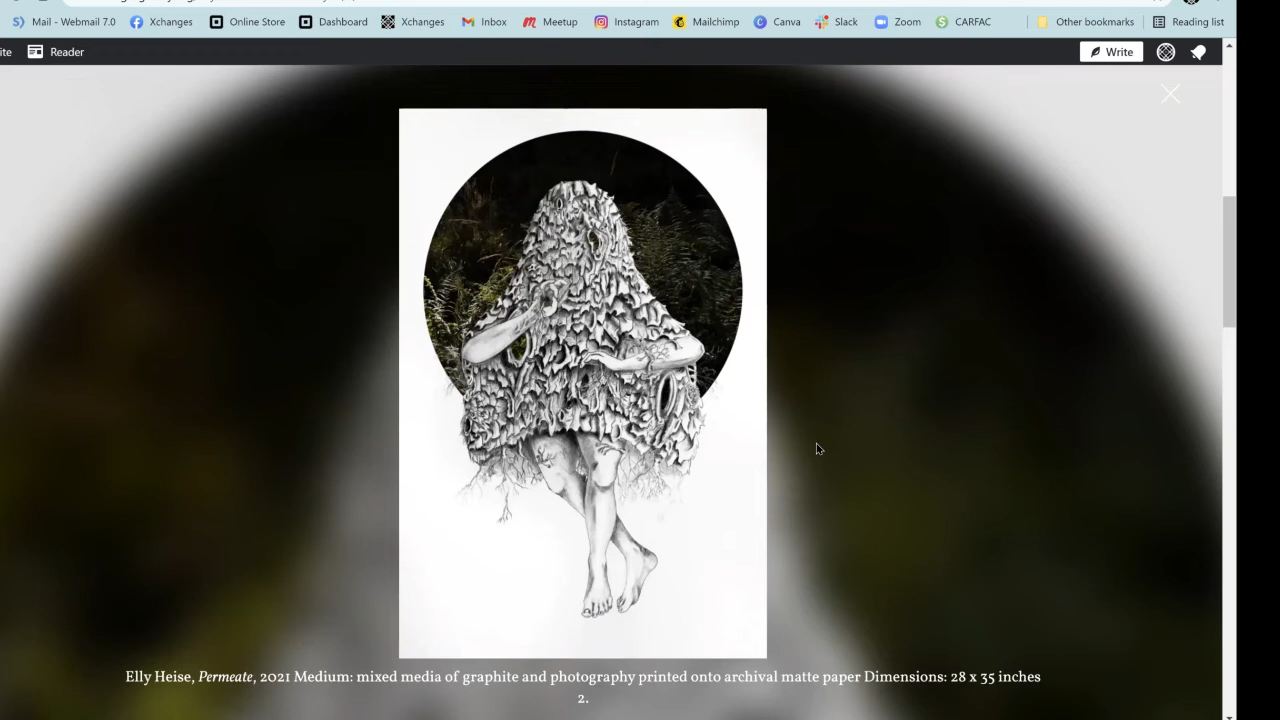 Mail - Webmail 7.0 Xchanges Online Store Dashboard Xchanges Inbox Meetup Instagram Mailchimp Canva Slack Zoom CARFAC Other bookmarks Reading list
ite Reader Write
Elly Heise, Permeate, 2021 Medium: mixed media of graphite and photography printed onto archival matte paper Dimensions: 28 x 35 inches
2.